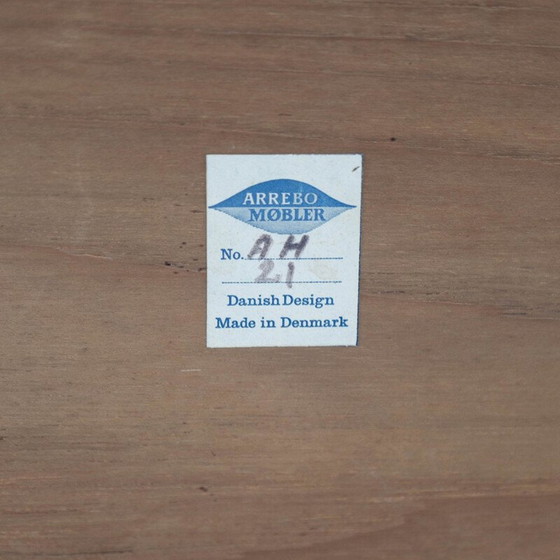 ARREBO
MØBLER
No. AH
21
Danish Design
Made in Denmark